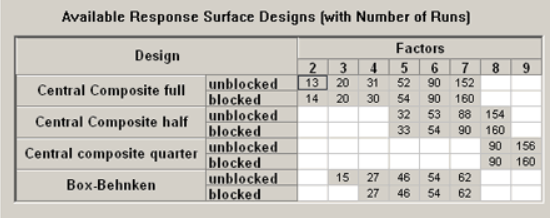 Available Response Surface Designs (with Number of Runs)
Design Factors
2 3 4 5 6 7 8 9
Central Composite full unblocked 13 20 31 52 90 152
blocked 14 20 30 54 90 160
Central Composite half unblocked 32 53 88 154
blocked 33 54 90 160
Central composite quarter unblocked 90 156
blocked 90 160
Box-Behnken unblocked 15 27 46 54 62
blocked 27 46 54 62